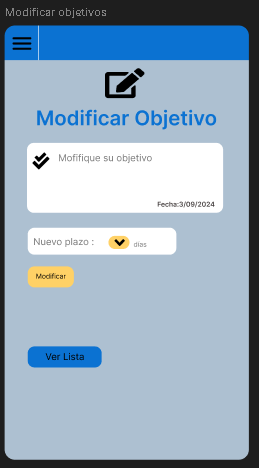 Modificar objetivos
Modificar Objetivo
Mofifique su objetivo
Fecha:3/09/2024
Nuevo plazo : dias
Modificar
Ver Lista